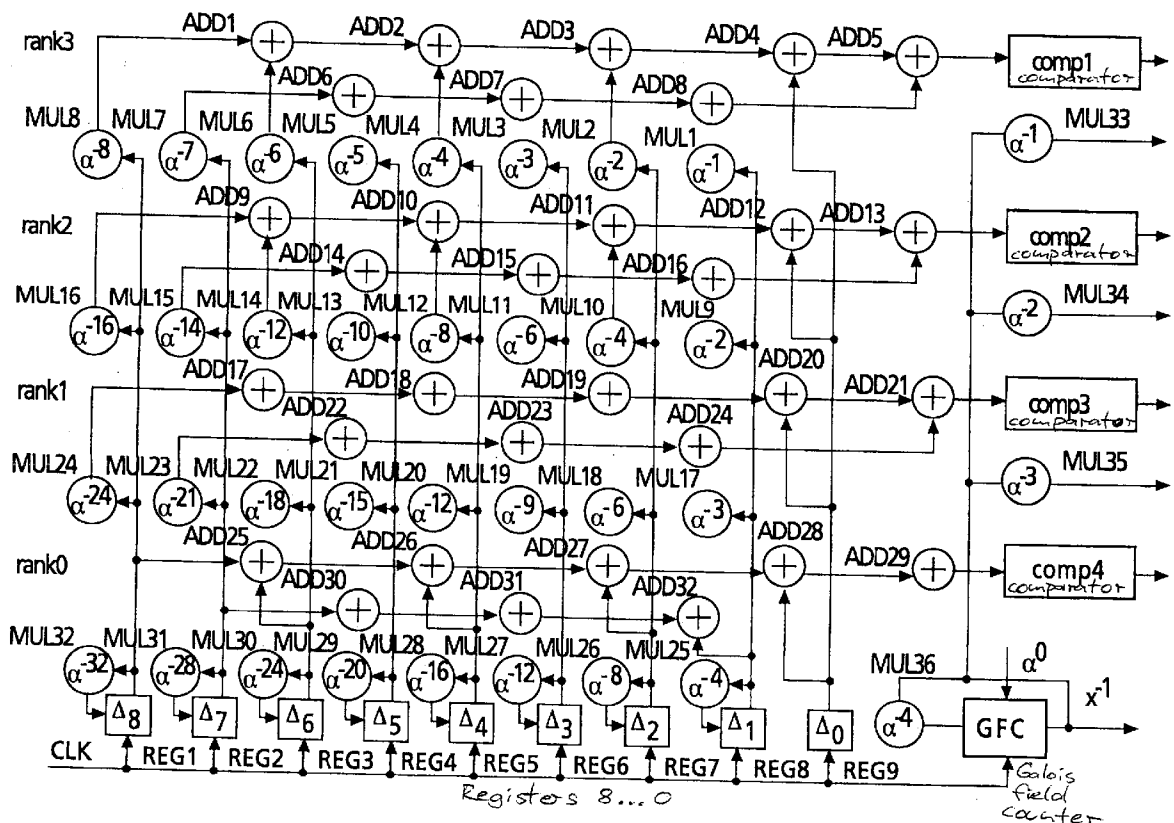 rank3 ADD1 ADD2 ADD3 ADD4 ADD5 comp1 comparator
ADD6 ADD7 ADD8
MUL8 MUL7 MUL6 MUL5 MUL4 MUL3 MUL2 MUL1 MUL33
α-8 α-7 α-6 α-5 α-4 α-3 α-2 α-1 α-1
rank2 ADD9 ADD10 ADD11 ADD12 ADD13 comp2 comparator
ADD14 ADD15 ADD16
MUL16 MUL15 MUL14 MUL13 MUL12 MUL11 MUL10 MUL9 MUL34
α-16 α-14 α-12 α-10 α-8 α-6 α-4 α-2 α-2
rank1 ADD17 ADD18 ADD19 ADD20 ADD21 comp3 comparator
ADD22 ADD23 ADD24
MUL24 MUL23 MUL22 MUL21 MUL20 MUL19 MUL18 MUL17 MUL35
α-24 α-21 α-18 α-15 α-12 α-9 α-6 α-3 α-3
rank0 ADD25 ADD26 ADD27 ADD28 ADD29 comp4 comparator
ADD30 ADD31 ADD32
MUL32 MUL31 MUL30 MUL29 MUL28 MUL27 MUL26 MUL25 MUL36 α0
α-32 α-28 α-24 α-20 α-16 α-12 α-8 α-4 α-4 x-1
Δ8 Δ7 Δ6 Δ5 Δ4 Δ3 Δ2 Δ1 Δ0 GFC
CLK REG1 REG2 REG3 REG4 REG5 REG6 REG7 REG8 REG9
Registers 8...0
Galois
field
counter